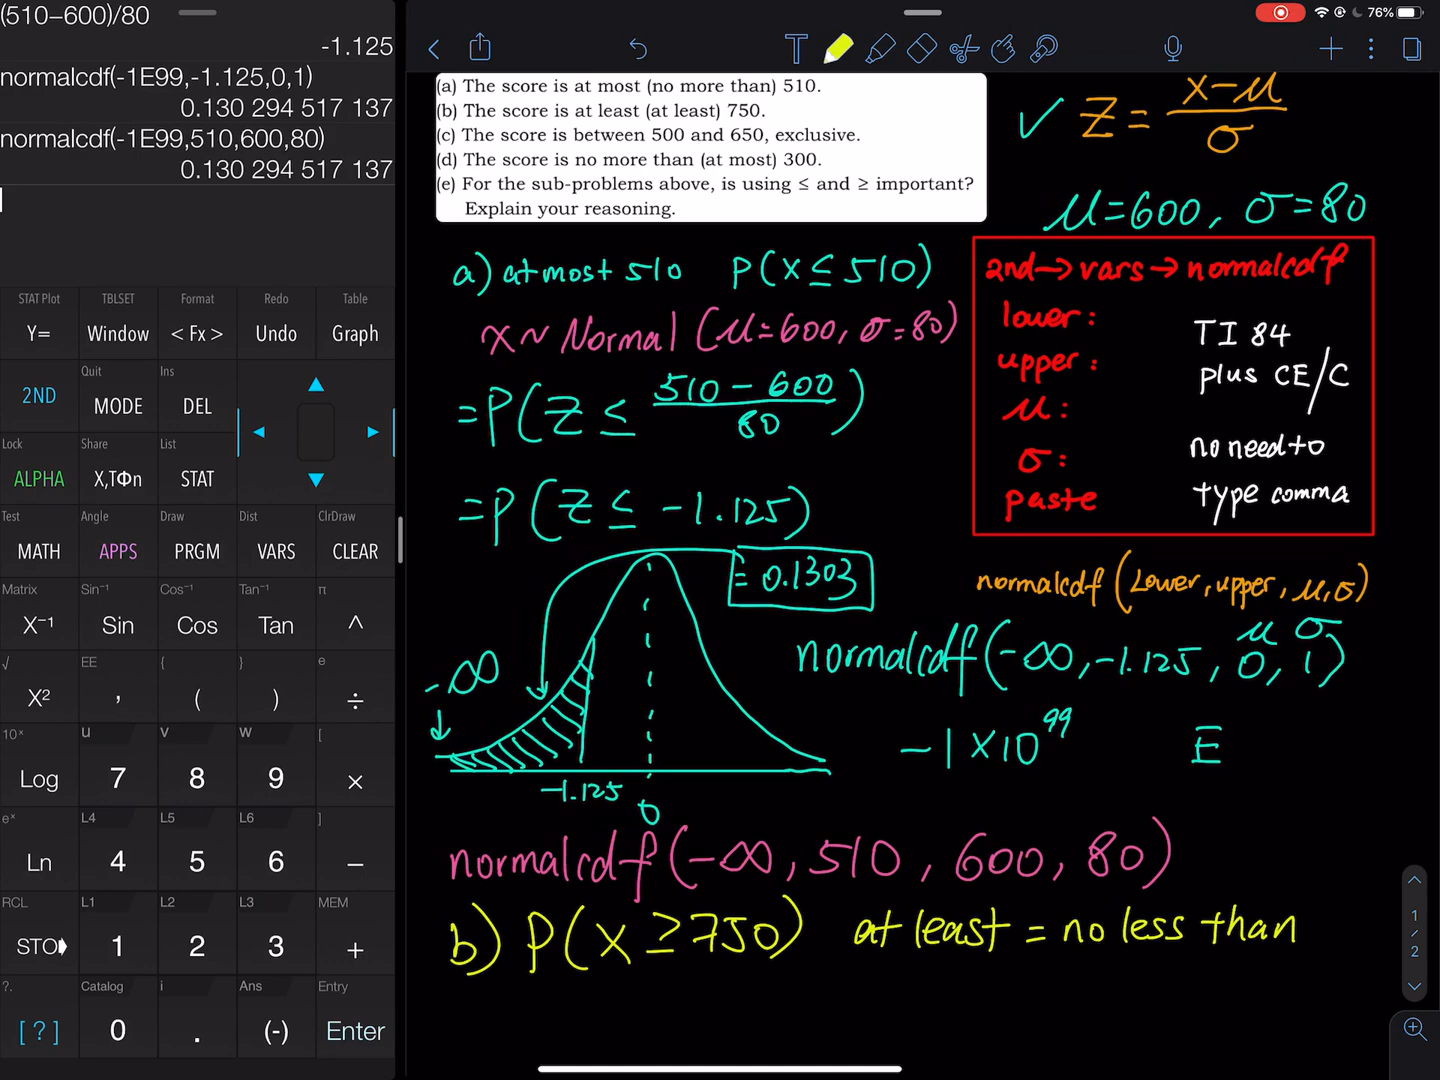 (510−600)/80
-1.125
normalcdf(-1E99,-1.125,0,1)
0.130 294 517 137
normalcdf(-1E99,510,600,80)
0.130 294 517 137
STAT Plot TBLSET Format Redo Table
Y= Window < Fx > Undo Graph
Quit Ins
2ND MODE DEL
Lock Share List
ALPHA X,TΦn STAT
Test Angle Draw Dist ClrDraw
MATH APPS PRGM VARS CLEAR
Matrix Sin⁻¹ Cos⁻¹ Tan⁻¹ π
X⁻¹ Sin Cos Tan ^
√ EE { } e
X² , ( ) ÷
10ˣ u v w [
Log 7 8 9 ×
eˣ L4 L5 L6 ]
Ln 4 5 6 −
RCL L1 L2 L3 MEM
STO 1 2 3 +
?. Catalog i Ans Entry
[ ? ] 0 . (-) Enter
76%
T
(a) The score is at most (no more than) 510.
(b) The score is at least (at least) 750.
(c) The score is between 500 and 650, exclusive.
(d) The score is no more than (at most) 300.
(e) For the sub-problems above, is using ≤ and ≥ important?
Explain your reasoning.
✓ Z = (x−μ)/σ
μ=600, σ=80
a) at most 510 P(X ≤ 510)
X ~ Normal (μ=600, σ=80)
=P(Z ≤ (510−600)/80)
=P(Z ≤ −1.125)
= 0.1303
-∞
-1.125
0
2nd→vars→normalcdf
lower:
upper:
μ:
σ:
paste
TI 84
plus CE/C
no need to
type comma
normalcdf(Lower, upper, μ, σ)
μ σ
normalcdf(-∞, -1.125, 0, 1)
−1×10⁹⁹ E
normalcdf(-∞, 510, 600, 80)
b) P(X ≥ 750) at least = no less than
1
/
2